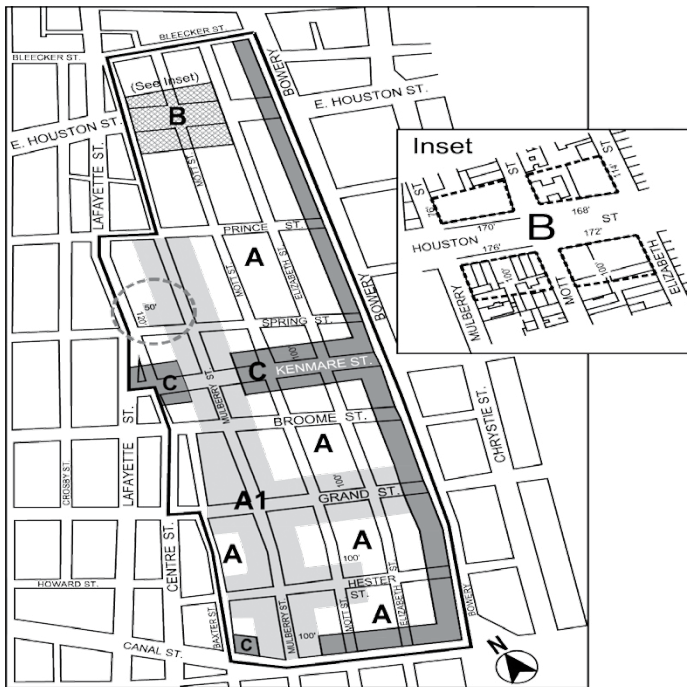 BLEECKER ST.
BLEECKER ST.
BOWERY
(See Inset)
B
E. HOUSTON ST.
E. HOUSTON ST.
LAFAYETTE ST.
MOTT ST.
PRINCE ST.
A
MOTT ST.
ELIZABETH ST.
50'
120'
SPRING ST.
BOWERY
100'
C
C
KENMARE ST.
MULBERRY ST.
BROOME ST.
A
CROSBY ST.
LAFAYETTE ST.
CHRYSTIE ST.
100'
A1
GRAND ST.
A
A
CENTRE ST.
100'
HOWARD ST.
HESTER ST.
BAXTER ST.
MULBERRY ST.
MOTT ST.
ELIZABETH
A
BOWERY
100'
C
CANAL ST.
N
Inset
ST
ST
114'
170'
168'
HOUSTON
B
ST
176'
172'
100'
100'
MULBERRY
MOTT
ELIZABETH